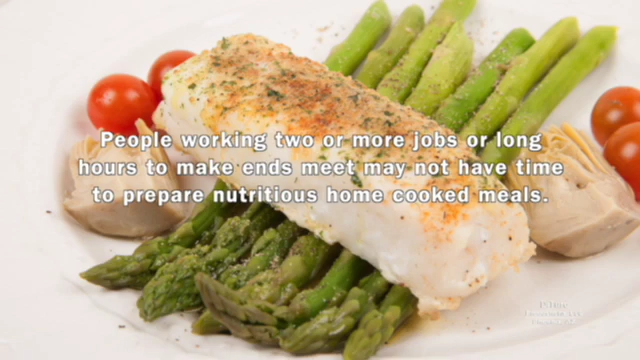 People working two or more jobs or long
hours to make ends meet may not have time
to prepare nutritious home cooked meals.